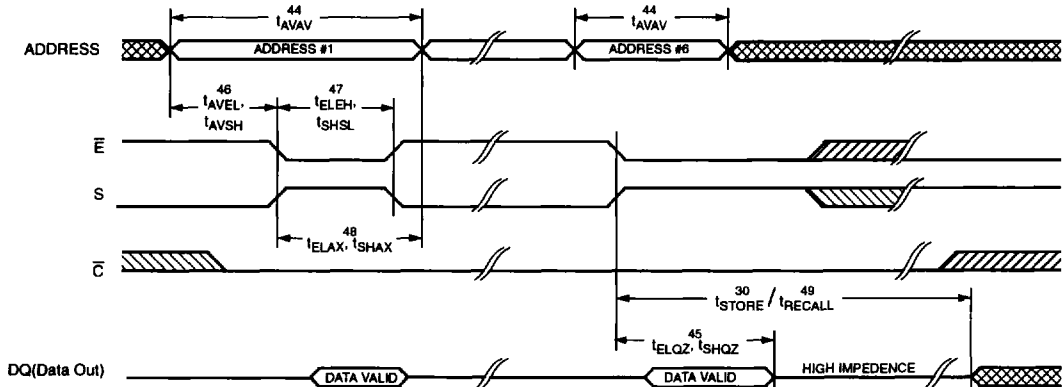 44 44
tAVAV tAVAV
ADDRESS ADDRESS #1 ADDRESS #6
46 47
tAVEL, tELEH,
tAVSH tSHSL
E
S
48
tELAX, tSHAX
C
30 49
tSTORE / tRECALL
45
tELQZ, tSHQZ
DQ(Data Out) DATA VALID DATA VALID HIGH IMPEDENCE